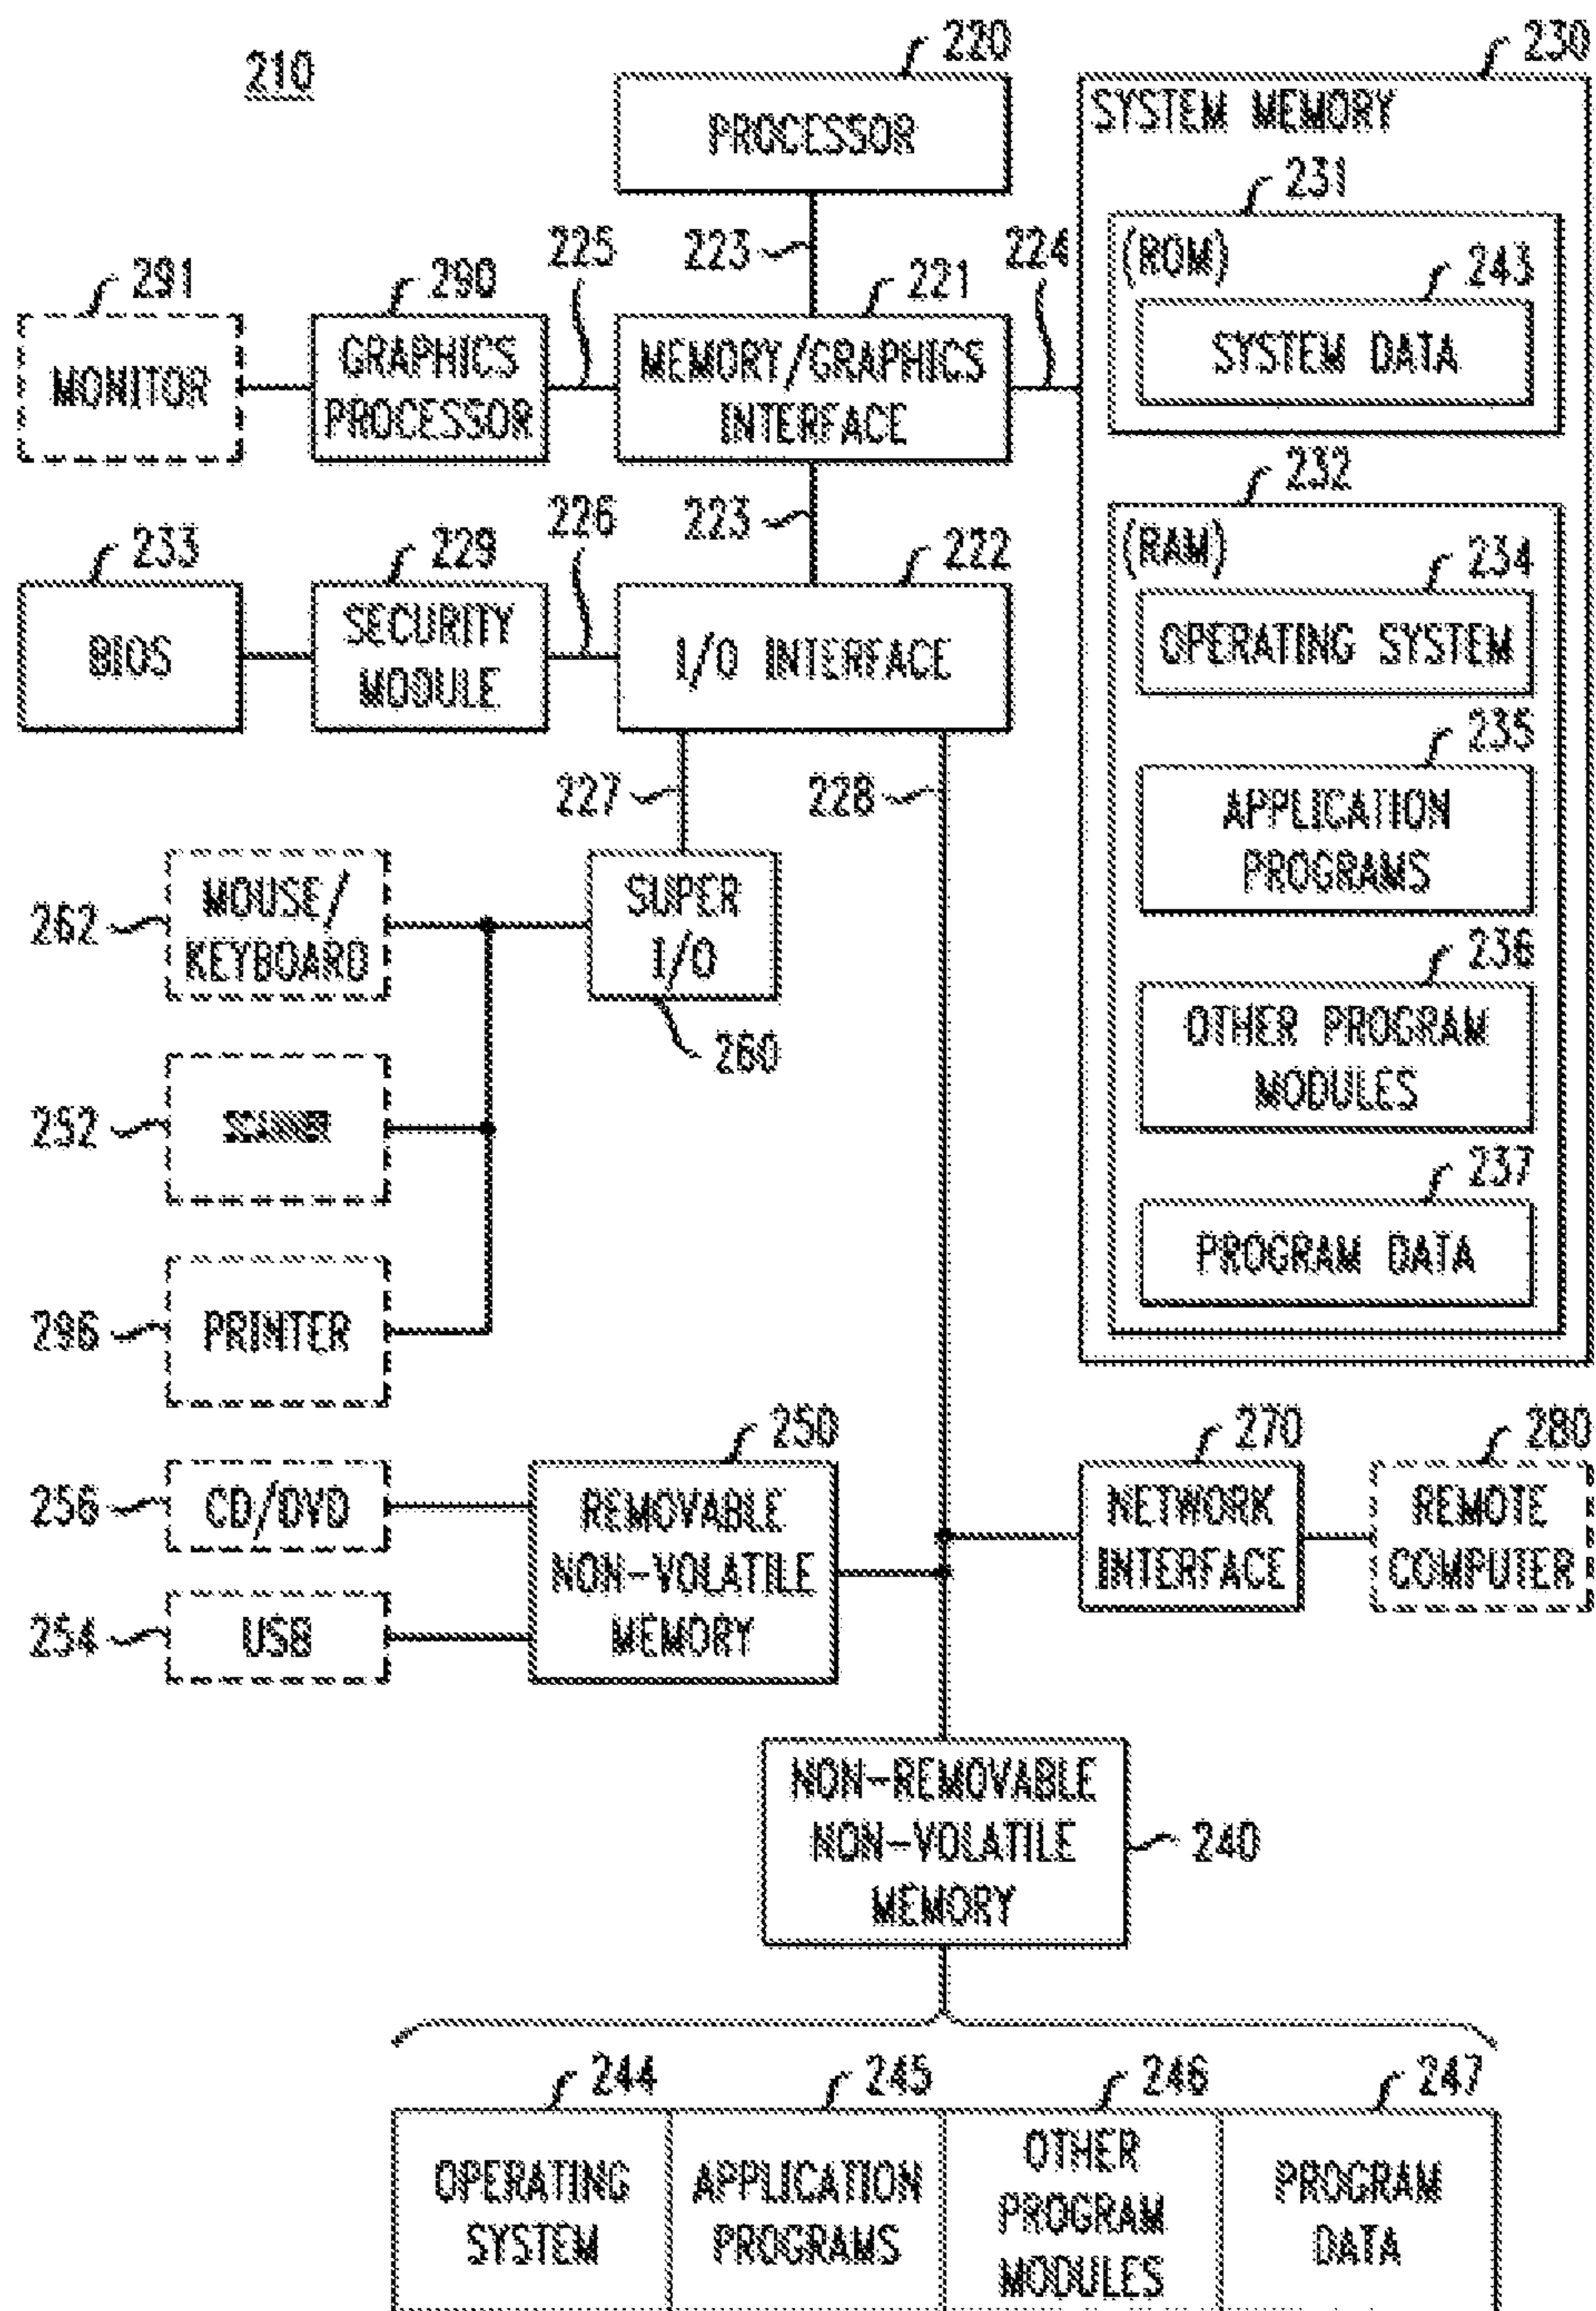 210
220
PROCESSOR
230
SYSTEM MEMORY
231
(ROM)
243
SYSTEM DATA
223
225
224
291
MONITOR
290
GRAPHICS
PROCESSOR
221
MEMORY/GRAPHICS
INTERFACE
232
(RAM)
234
OPERATING SYSTEM
235
APPLICATION
PROGRAMS
236
OTHER PROGRAM
MODULES
237
PROGRAM DATA
226
223
233
BIOS
229
SECURITY
MODULE
222
I/O INTERFACE
227
228
262
MOUSE/
KEYBOARD
SUPER
I/O
260
252
SCANNER
296
PRINTER
256
CD/DVD
254
USB
250
REMOVABLE
NON-VOLATILE
MEMORY
270
NETWORK
INTERFACE
280
REMOTE
COMPUTER
NON-REMOVABLE
NON-VOLATILE
MEMORY
240
244
OPERATING
SYSTEM
245
APPLICATION
PROGRAMS
246
OTHER
PROGRAM
MODULES
247
PROGRAM
DATA